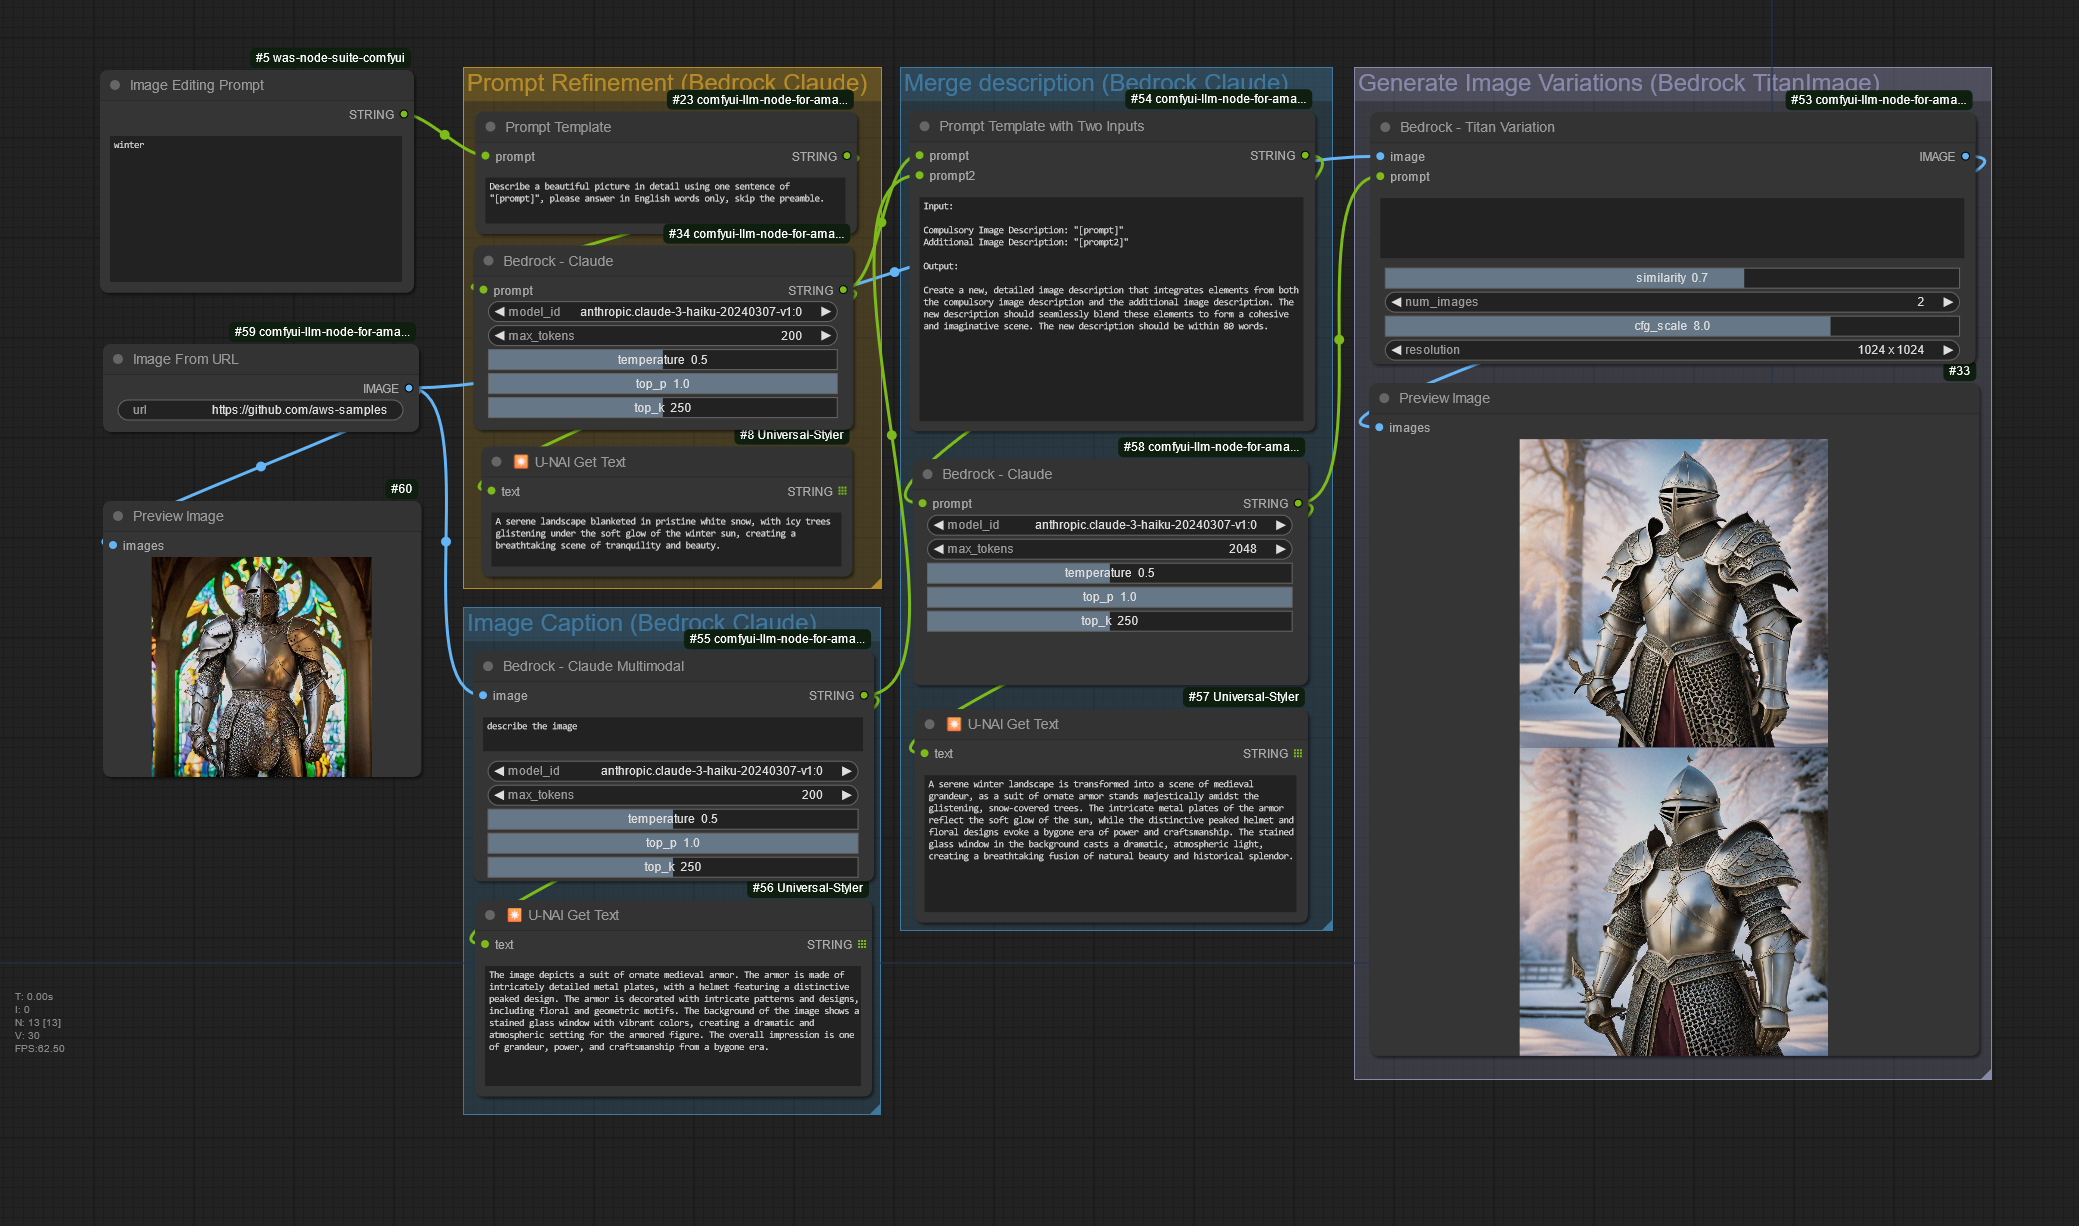 #5 was-node-suite-comfyui
Image Editing Prompt
STRING
winter
#59 comfyui-llm-node-for-ama...
Image From URL
IMAGE
url https://github.com/aws-samples
#60
Preview Image
images
T: 0.00s
I: 0
N: 13 [13]
V: 30
FPS:62.50
Prompt Refinement (Bedrock Claude)
#23 comfyui-llm-node-for-ama...
Prompt Template
prompt STRING
Describe a beautiful picture in detail using one sentence of
"[prompt]", please answer in English words only, skip the preamble.
#34 comfyui-llm-node-for-ama...
Bedrock - Claude
prompt STRING
model_id anthropic.claude-3-haiku-20240307-v1:0
max_tokens 200
temperature 0.5
top_p 1.0
top_k 250
#8 Universal-Styler
U-NAI Get Text
text STRING
A serene landscape blanketed in pristine white snow, with icy trees
glistening under the soft glow of the winter sun, creating a
breathtaking scene of tranquility and beauty.
Image Caption (Bedrock Claude)
#55 comfyui-llm-node-for-ama...
Bedrock - Claude Multimodal
image STRING
describe the image
model_id anthropic.claude-3-haiku-20240307-v1:0
max_tokens 200
temperature 0.5
top_p 1.0
top_k 250
#56 Universal-Styler
U-NAI Get Text
text STRING
The image depicts a suit of ornate medieval armor. The armor is made of
intricately detailed metal plates, with a helmet featuring a distinctive
peaked design. The armor is decorated with intricate patterns and designs,
including floral and geometric motifs. The background of the image shows a
stained glass window with vibrant colors, creating a dramatic and
atmospheric setting for the armored figure. The overall impression is one
of grandeur, power, and craftsmanship from a bygone era.
Merge description (Bedrock Claude)
#54 comfyui-llm-node-for-ama...
Prompt Template with Two Inputs
prompt STRING
prompt2
Input:
Compulsory Image Description: "[prompt]"
Additional Image Description: "[prompt2]"
Output:
Create a new, detailed image description that integrates elements from both
the compulsory image description and the additional image description. The
new description should seamlessly blend these elements to form a cohesive
and imaginative scene. The new description should be within 80 words.
#58 comfyui-llm-node-for-ama...
Bedrock - Claude
prompt STRING
model_id anthropic.claude-3-haiku-20240307-v1:0
max_tokens 2048
temperature 0.5
top_p 1.0
top_k 250
#57 Universal-Styler
U-NAI Get Text
text STRING
A serene winter landscape is transformed into a scene of medieval
grandeur, as a suit of ornate armor stands majestically amidst the
glistening, snow-covered trees. The intricate metal plates of the armor
reflect the soft glow of the sun, while the distinctive peaked helmet and
floral designs evoke a bygone era of power and craftsmanship. The stained
glass window in the background casts a dramatic, atmospheric light,
creating a breathtaking fusion of natural beauty and historical splendor.
Generate Image Variations (Bedrock TitanImage)
#53 comfyui-llm-node-for-ama...
Bedrock - Titan Variation
image IMAGE
prompt
similarity 0.7
num_images 2
cfg_scale 8.0
resolution 1024 x 1024
#33
Preview Image
images